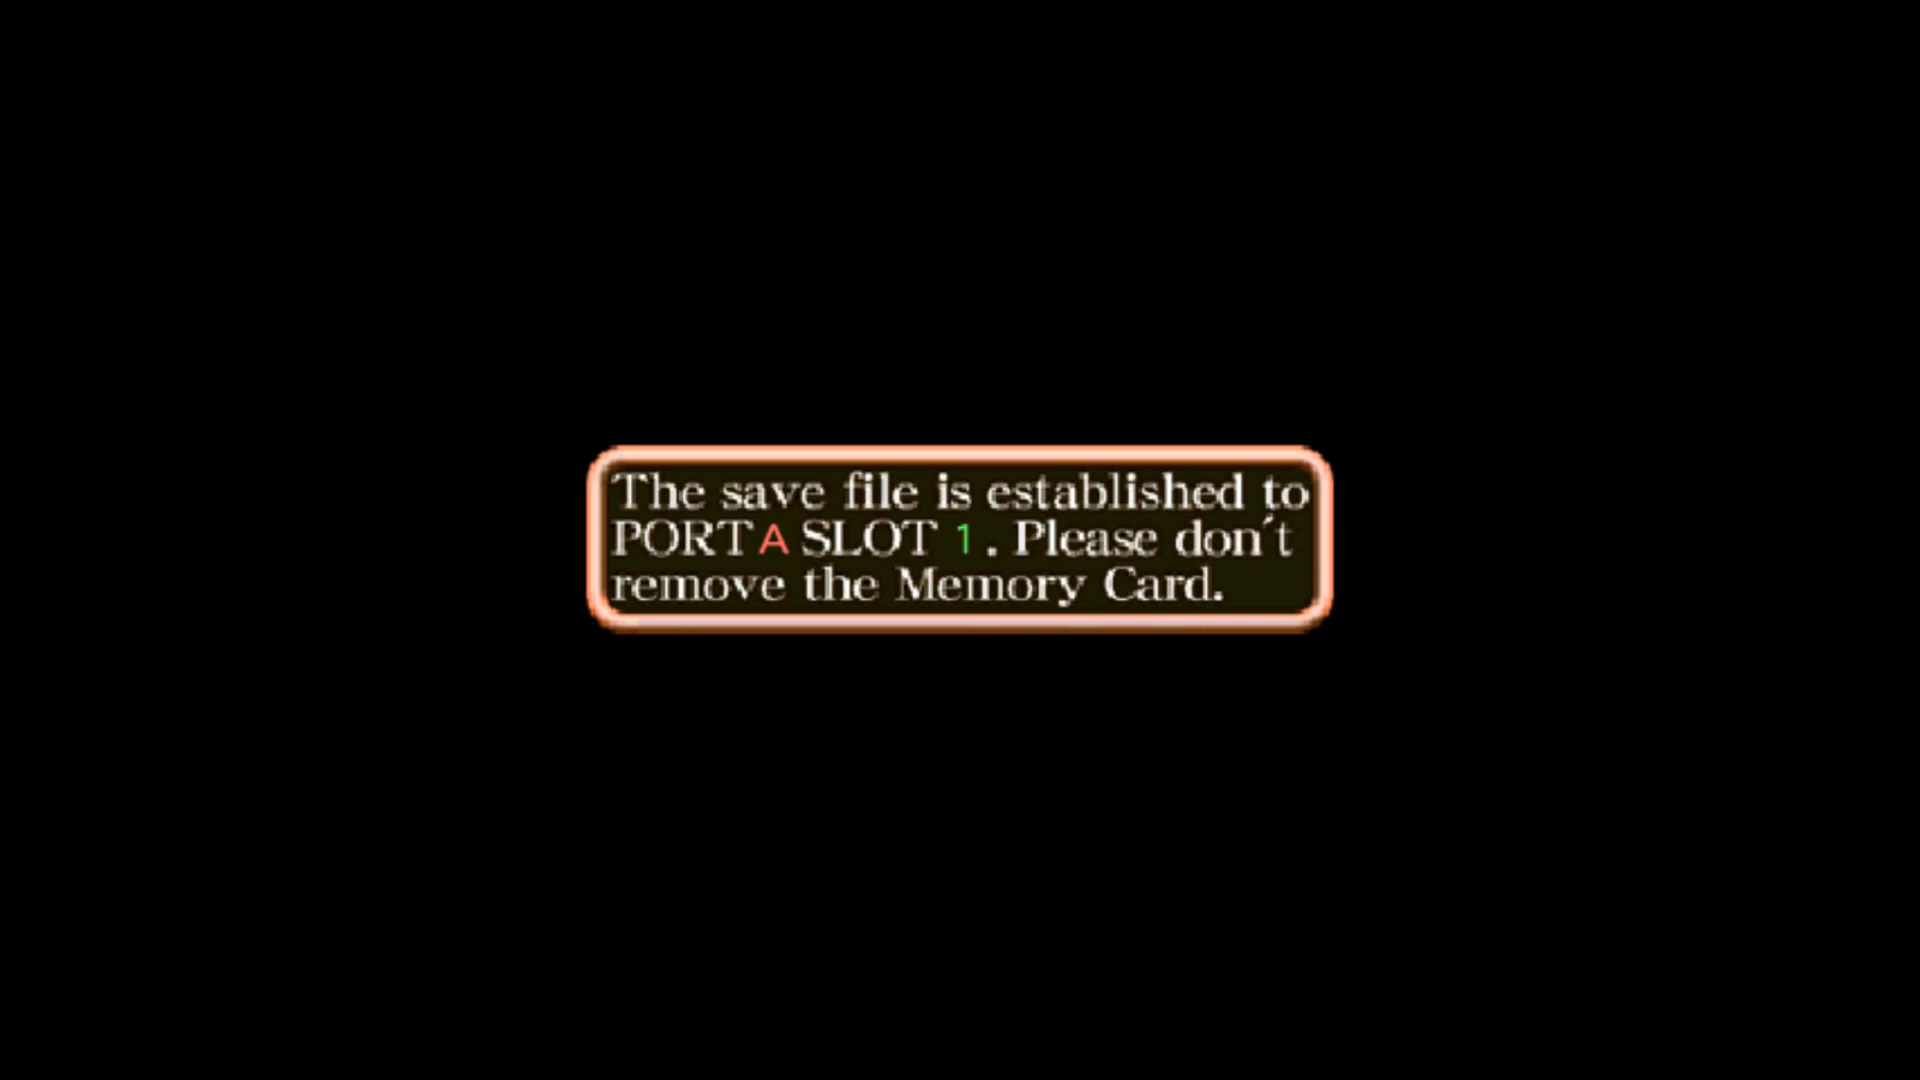 The save file is established to
PORT A SLOT 1. Please don't
remove the Memory Card.